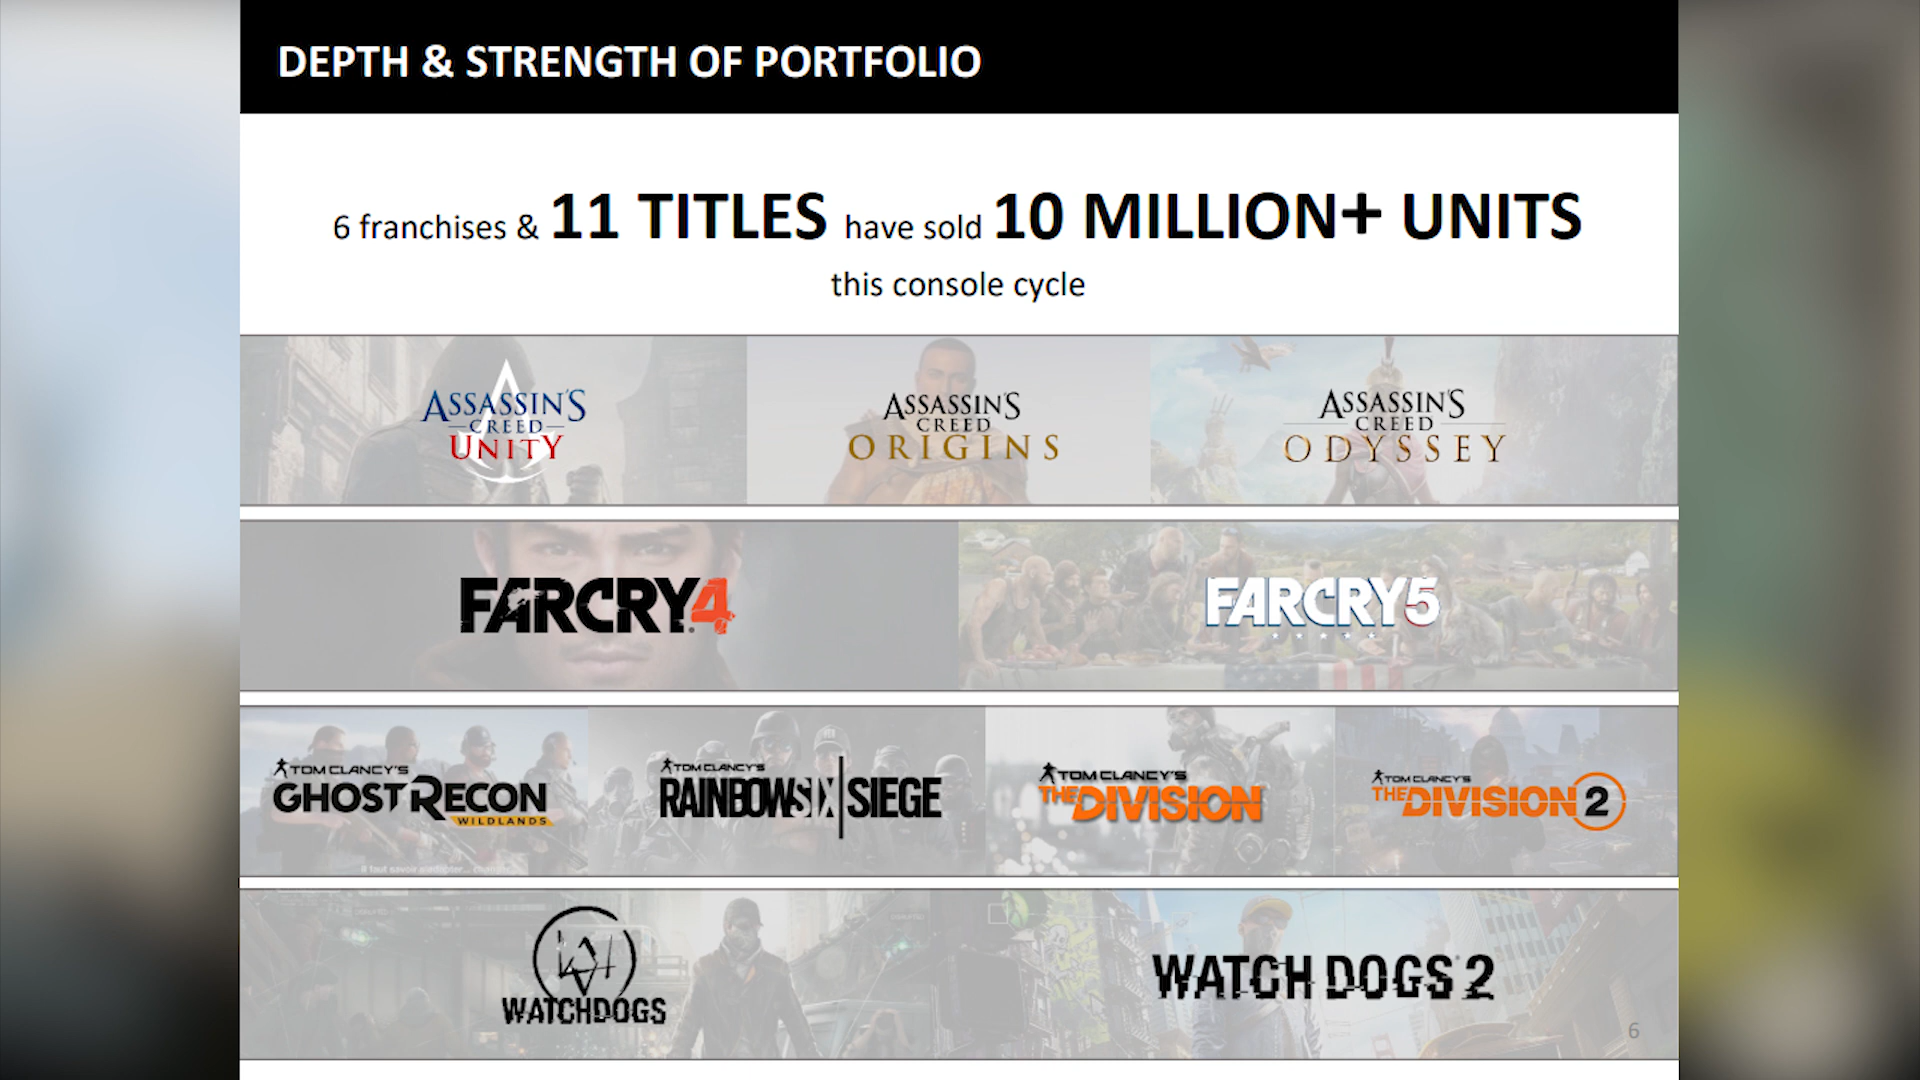 DEPTH & STRENGTH OF PORTFOLIO
6 franchises & 11 TITLES have sold 10 MILLION+ UNITS
this console cycle
ASSASSIN'S
CREED
UNITY
ASSASSIN'S
CREED
ORIGINS
ASSASSIN'S
CREED
ODYSSEY
FARCRY4
FARCRY5
TOM CLANCY'S
GHOST RECON
WILDLANDS
TOM CLANCY'S
RAINBOW SIX | SIEGE
TOM CLANCY'S
THE DIVISION
TOM CLANCY'S
THE DIVISION 2
WATCHDOGS
WATCH DOGS 2
6